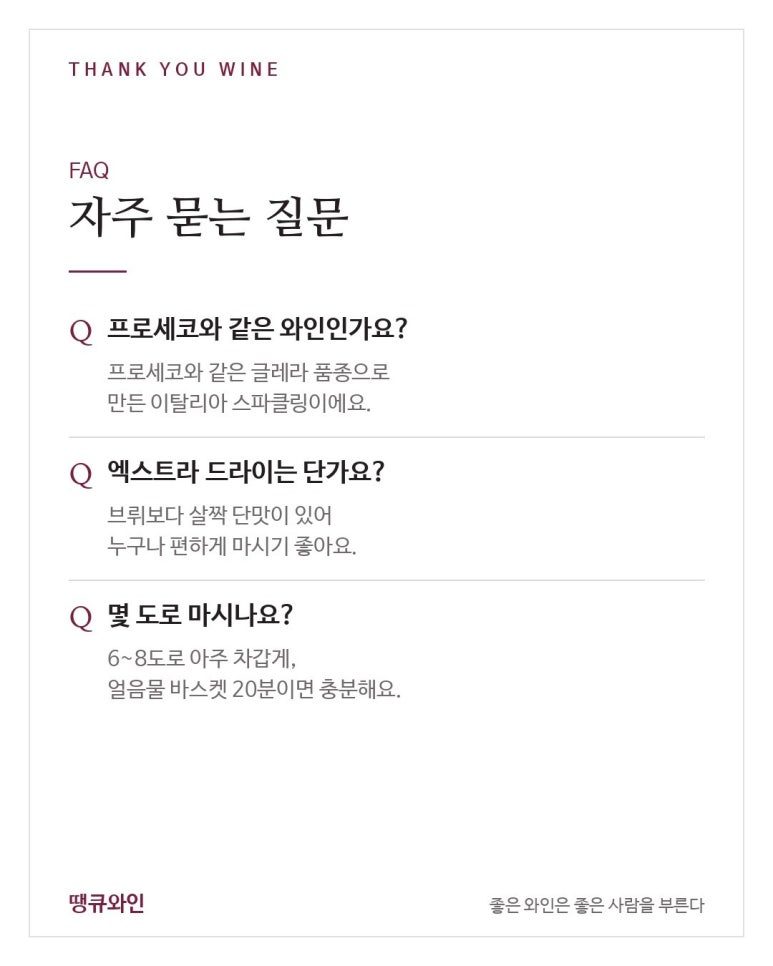 THANK YOU WINE
FAQ
자주 묻는 질문
Q 프로세코와 같은 와인인가요?
프로세코와 같은 글레라 품종으로
만든 이탈리아 스파클링이에요.
Q 엑스트라 드라이는 단가요?
브뤼보다 살짝 단맛이 있어
누구나 편하게 마시기 좋아요.
Q 몇 도로 마시나요?
6~8도로 아주 차갑게,
얼음물 바스켓 20분이면 충분해요.
땡큐와인
좋은 와인은 좋은 사람을 부른다